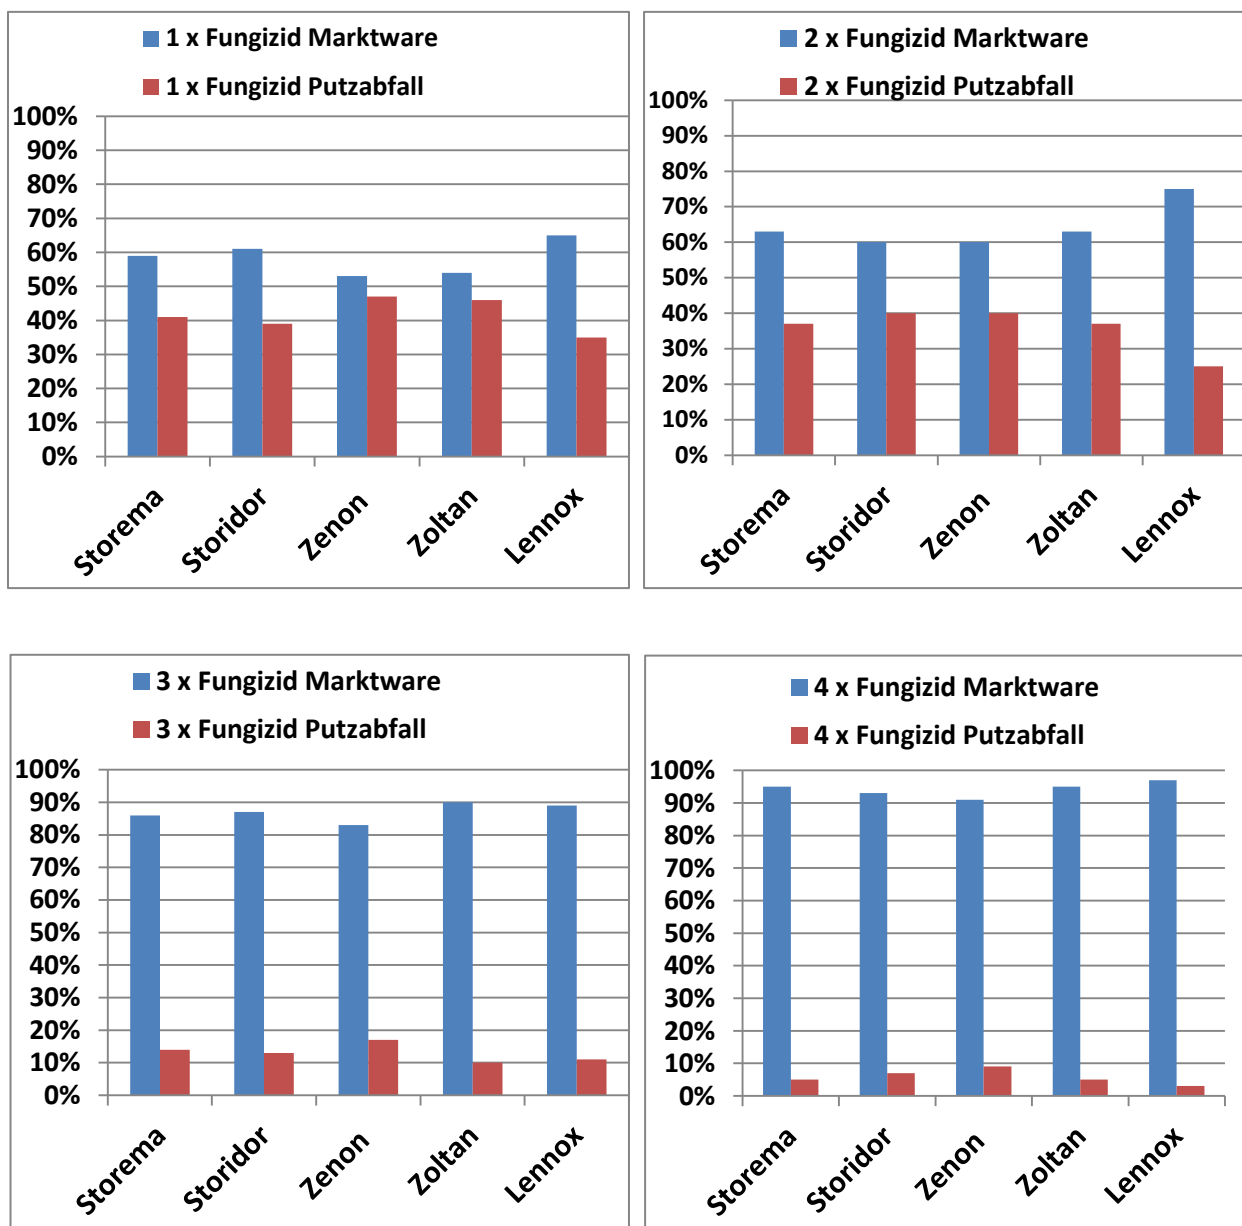 1 x Fungizid Marktware
1 x Fungizid Putzabfall
100%
90%
80%
70%
60%
50%
40%
30%
20%
10%
0%
Storema
Storidor
Zenon
Zoltan
Lennox
2 x Fungizid Marktware
2 x Fungizid Putzabfall
100%
90%
80%
70%
60%
50%
40%
30%
20%
10%
0%
Storema
Storidor
Zenon
Zoltan
Lennox
3 x Fungizid Marktware
3 x Fungizid Putzabfall
100%
90%
80%
70%
60%
50%
40%
30%
20%
10%
0%
Storema
Storidor
Zenon
Zoltan
Lennox
4 x Fungizid Marktware
4 x Fungizid Putzabfall
100%
90%
80%
70%
60%
50%
40%
30%
20%
10%
0%
Storema
Storidor
Zenon
Zoltan
Lennox